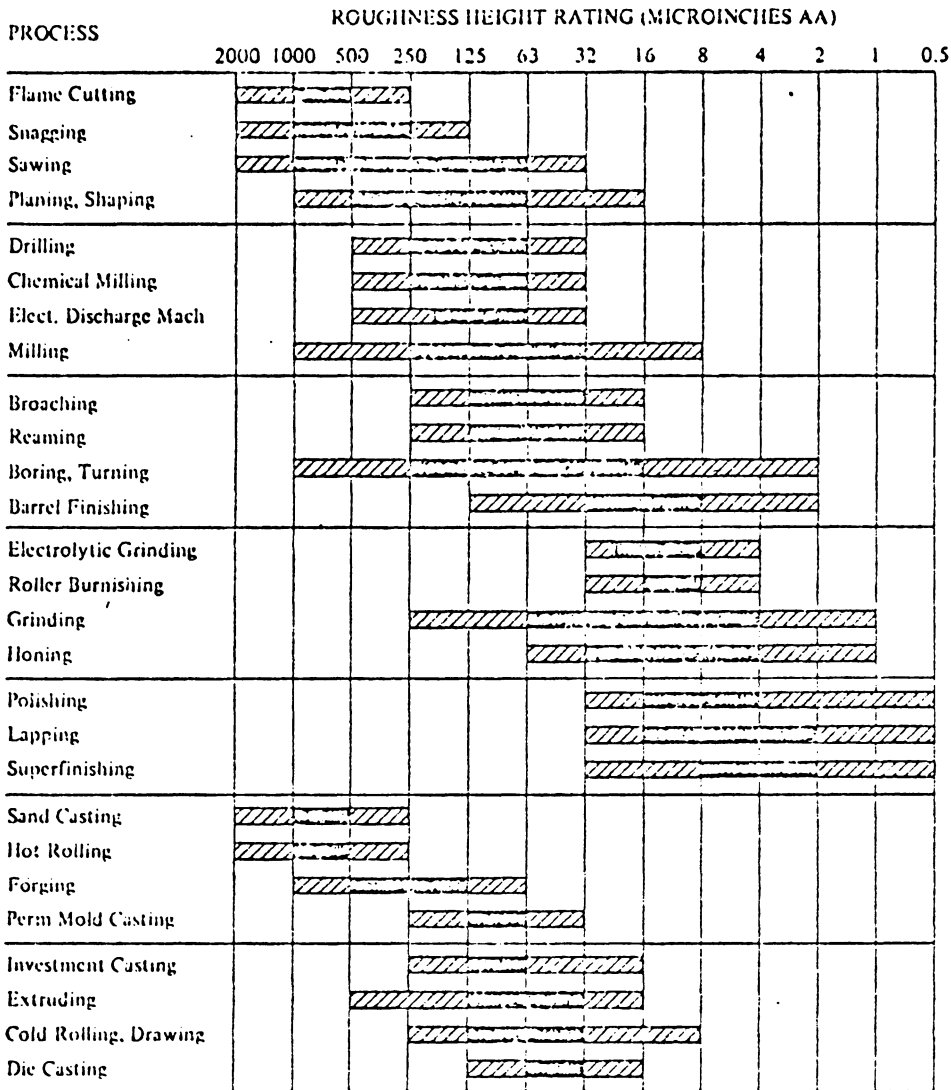 ROUGHNESS HEIGHT RATING (MICROINCHES AA)
PROCESS
2000 1000 500 250 125 63 32 16 8 4 2 1 0.5
Flame Cutting
Snagging
Sawing
Planing, Shaping
Drilling
Chemical Milling
Elect. Discharge Mach
Milling
Broaching
Reaming
Boring, Turning
Barrel Finishing
Electrolytic Grinding
Roller Burnishing
Grinding
Honing
Polishing
Lapping
Superfinishing
Sand Casting
Hot Rolling
Forging
Perm Mold Casting
Investment Casting
Extruding
Cold Rolling, Drawing
Die Casting